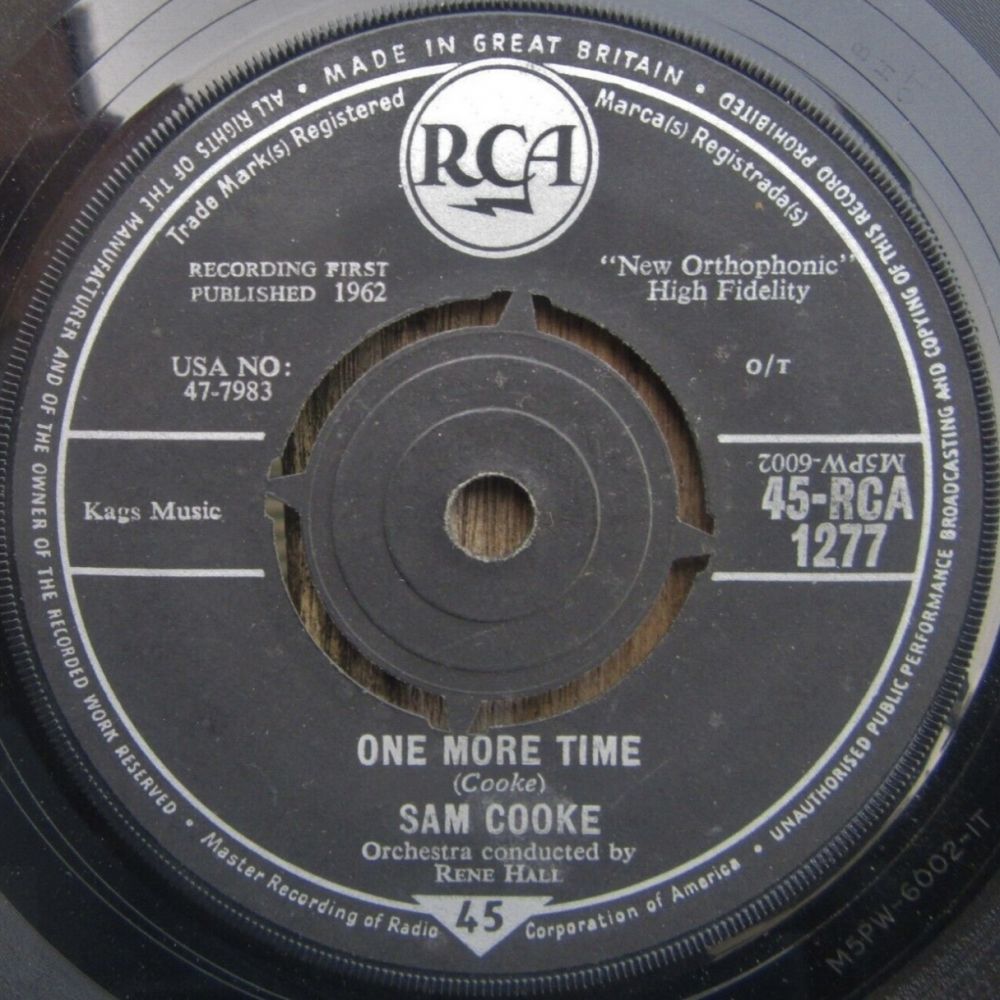 ALL RIGHTS OF THE MANUFACTURER AND OF THE OWNER OF THE RECORDED WORK RESERVED • MADE IN GREAT BRITAIN • UNAUTHORISED PUBLIC PERFORMANCE BROADCASTING AND COPYING OF THIS RECORD PROHIBITED •
Trade Mark(s) Registered
RCA
Marca(s) Registrada(s)
RECORDING FIRST
PUBLISHED 1962
"New Orthophonic"
High Fidelity
USA NO:
47-7983
O/T
M5PW-6002
45-RCA
1277
Kags Music
ONE MORE TIME
(Cooke)
SAM COOKE
Orchestra conducted by
RENE HALL
• Master Recording of Radio Corporation of America •
45
M5PW-6002-1T